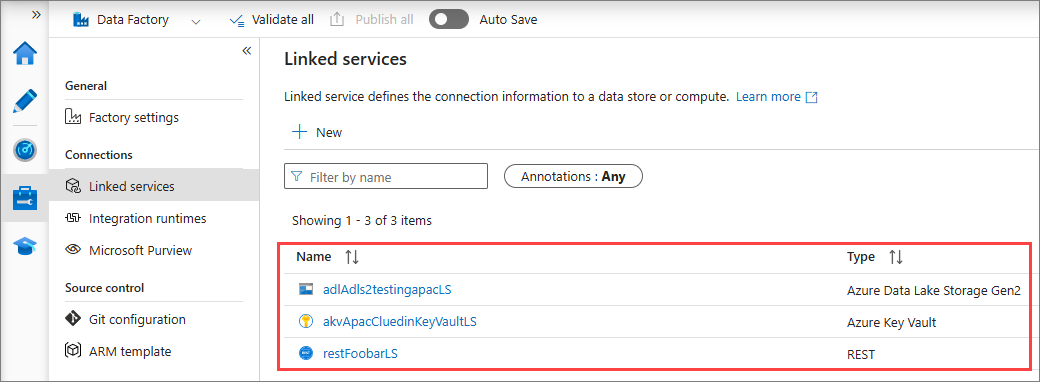 » Data Factory Validate all Publish all Auto Save
«
General
Factory settings
Connections
Linked services
Integration runtimes
Microsoft Purview
Source control
Git configuration
ARM template
Linked services
Linked service defines the connection information to a data store or compute. Learn more
+ New
Filter by name Annotations : Any
Showing 1 - 3 of 3 items
Name Type
adlAdls2testingapacLS Azure Data Lake Storage Gen2
akvApacCluedinKeyVaultLS Azure Key Vault
restFoobarLS REST